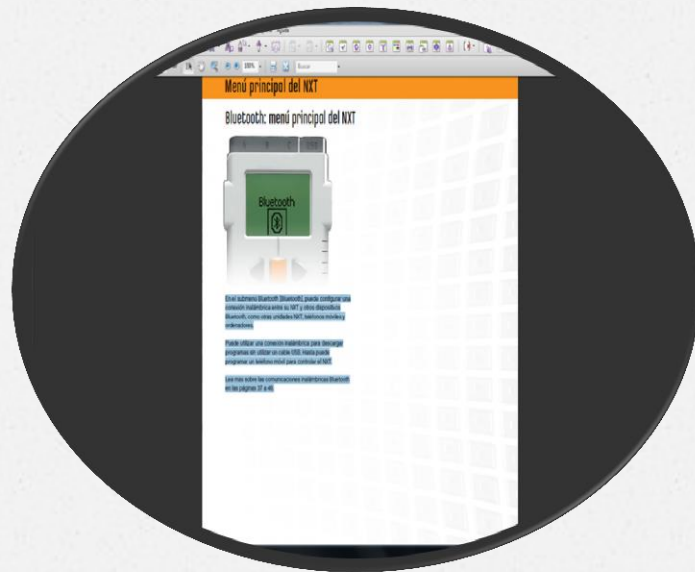 Menú principal del NXT
Bluetooth: menú principal del NXT
A B C USB
Bluetooth
En el submenú Bluetooth (Bluetooth), puede configurar una
conexión inalámbrica entre su NXT y otros dispositivos
Bluetooth, como otras unidades NXT, teléfonos móviles y
ordenadores.
Puede utilizar una conexión inalámbrica para descargar
programas sin utilizar un cable USB. Hasta puede
programar un teléfono móvil para controlar el NXT.
Lea más sobre las comunicaciones inalámbricas Bluetooth
en las páginas 37 a